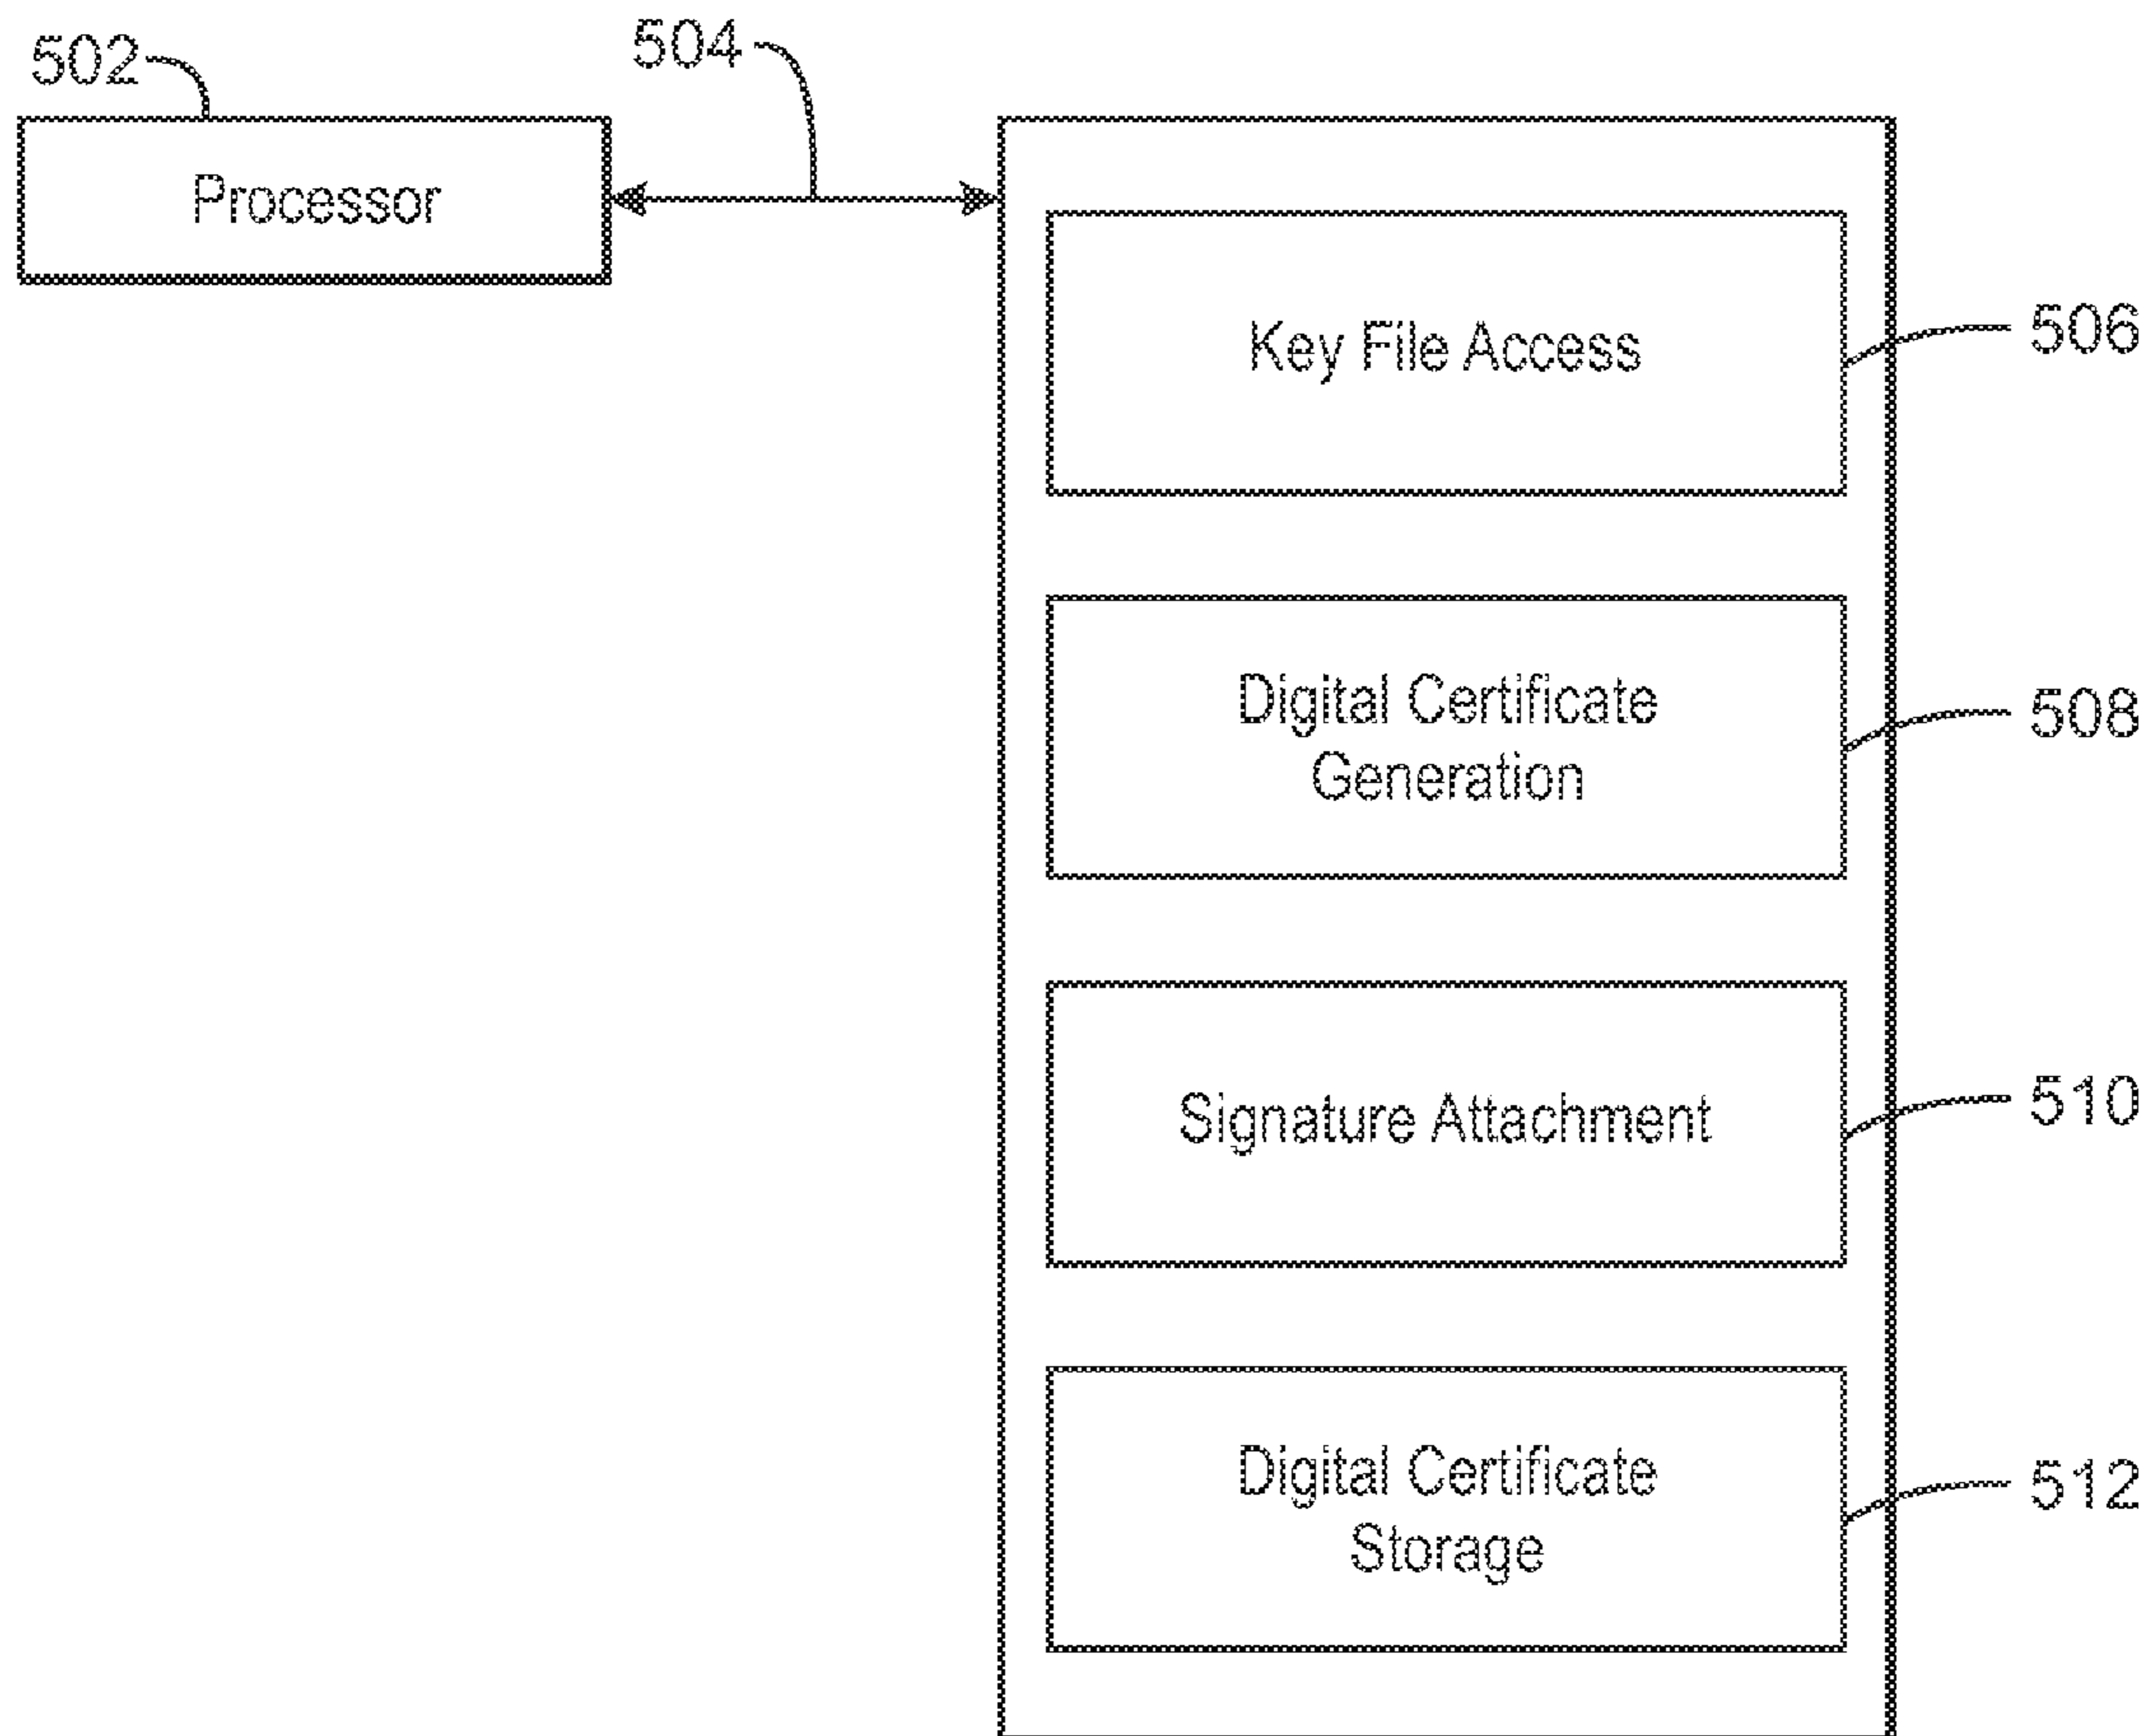 502
504
Processor
Key File Access
506
Digital Certificate
Generation
508
Signature Attachment
510
Digital Certificate
Storage
512